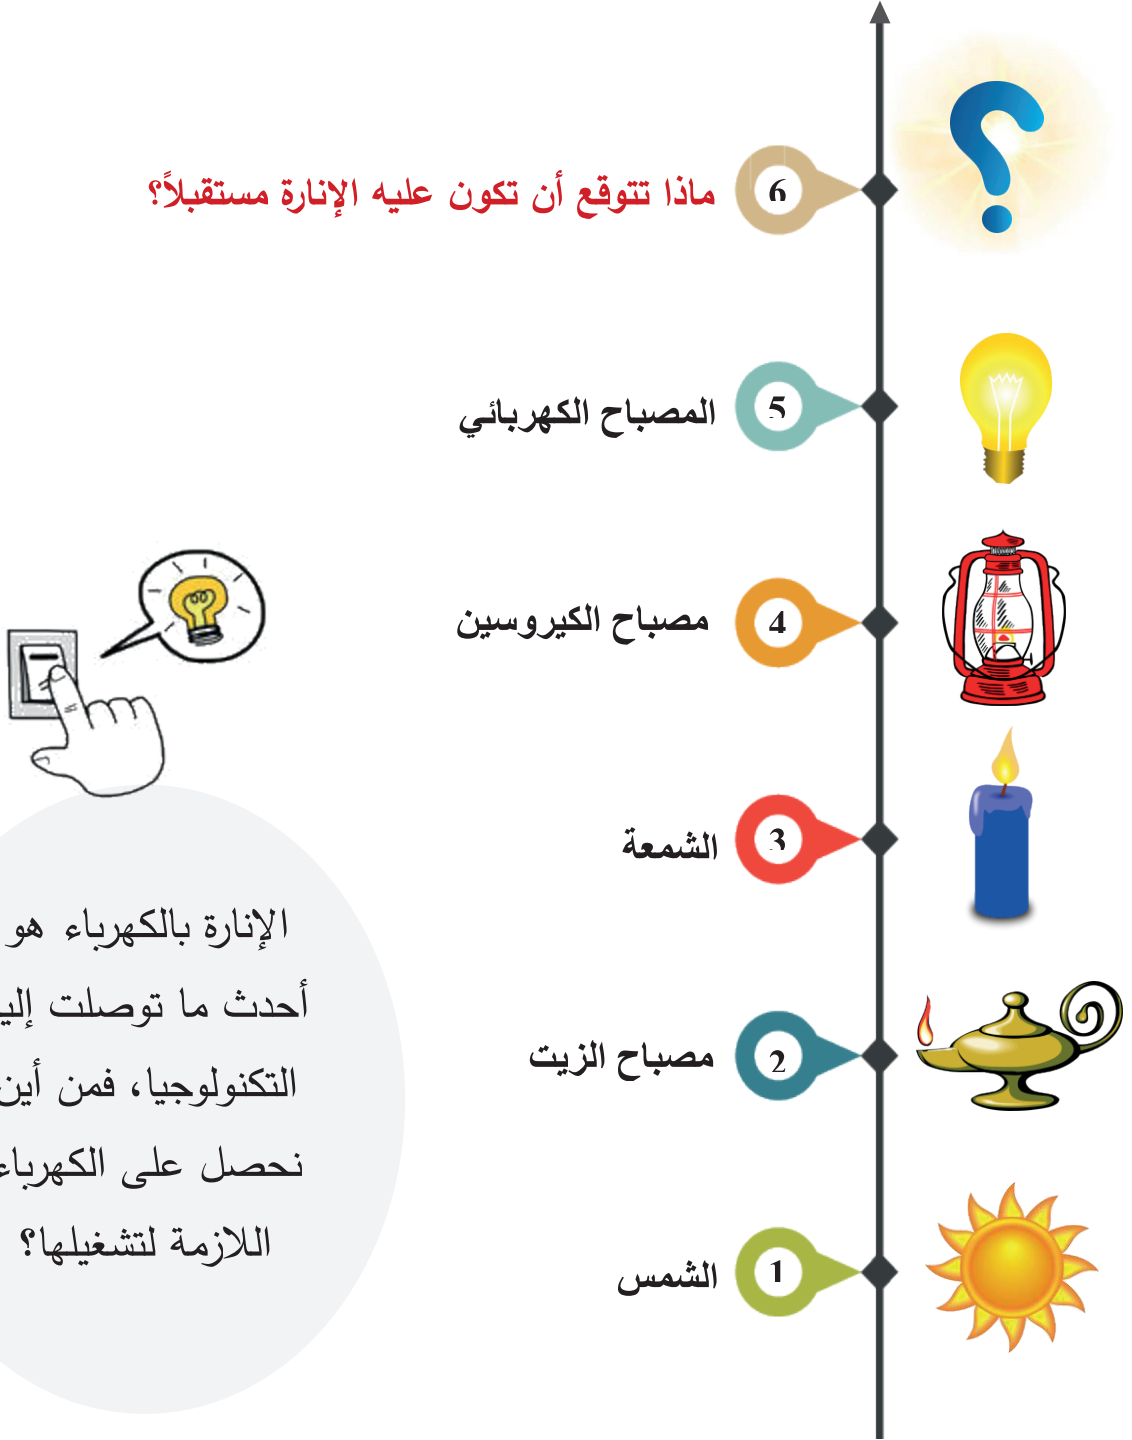 6
ماذا تتوقع أن تكون عليه الإنارة مستقبلاً؟
5
المصباح الكهربائي
4
مصباح الكيروسين
3
الشمعة
2
مصباح الزيت
1
الشمس
الإنارة بالكهرباء هو
أحدث ما توصلت
التكنولوجيا، فمن أين
نحصل على الكهرباء
اللازمة لتشغيلها؟